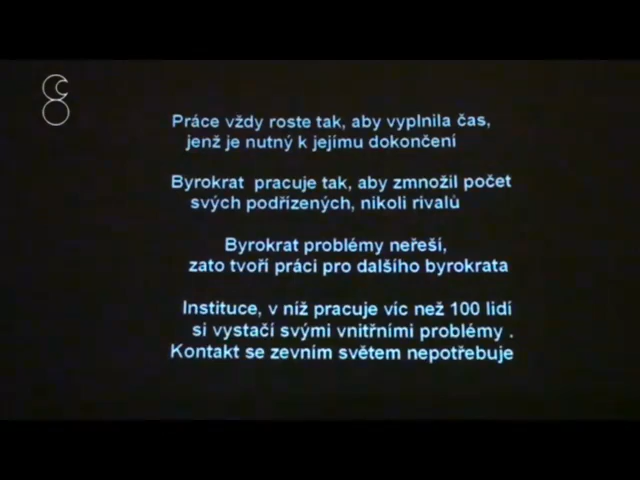 Práce vždy roste tak, aby vyplnila čas,
jenž je nutný k jejímu dokončení
Byrokrat pracuje tak, aby zmnožil počet
svých podřízených, nikoli rivalů
Byrokrat problémy neřeší,
zato tvoří práci pro dalšího byrokrata
Instituce, v níž pracuje víc než 100 lidí
si vystačí svými vnitřními problémy .
Kontakt se zevním světem nepotřebuje